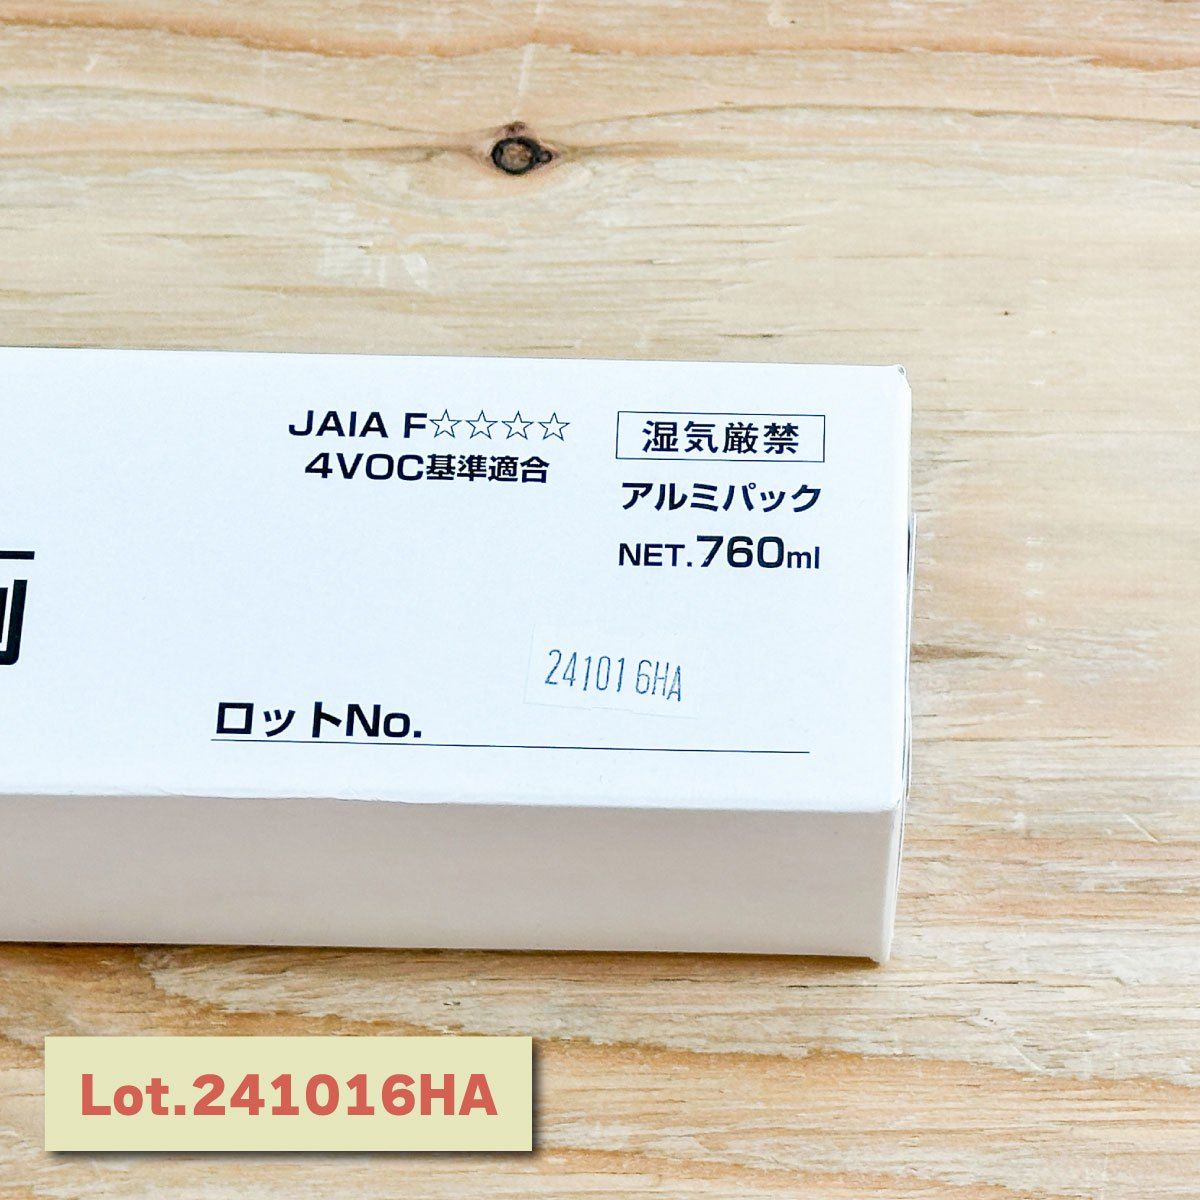 JAIA F☆☆☆☆
4VOC基準適合
湿気厳禁
アルミパック
NET.760ml
241016HA
ロットNo.
Lot.241016HA